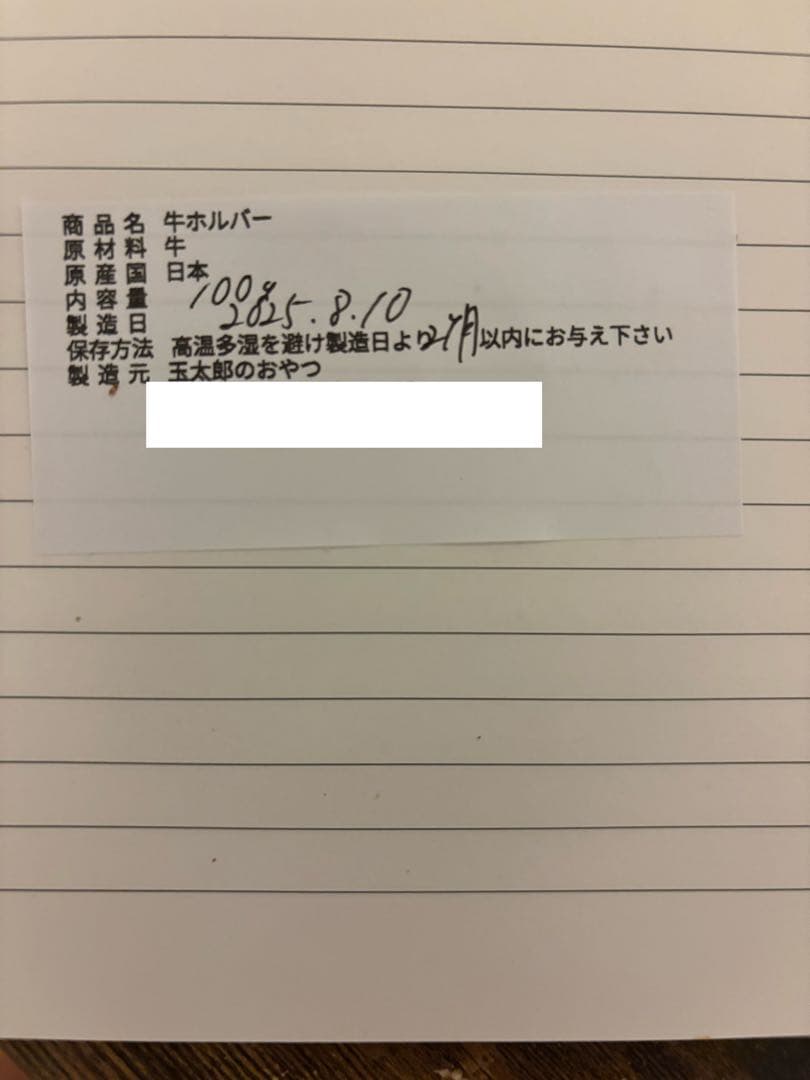 商品名 牛ホルバー
原材料 牛
原産国 日本
内容量 100g
製造日 2025.8.10
保存方法 高温多湿を避け製造日より2ヶ月以内にお与え下さい
製造元 玉太郎のおやつ